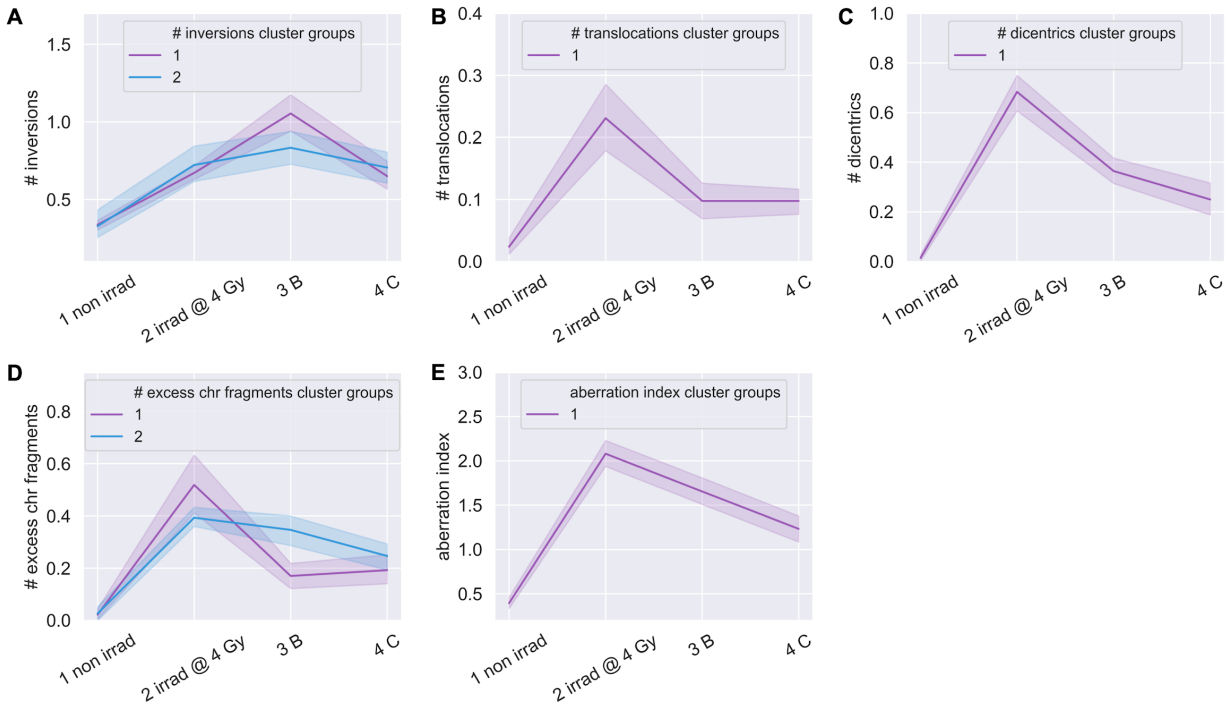 A
# inversions
1.5
1.0
0.5
# inversions cluster groups
1
2
1 non irrad
2 irrad @ 4 Gy
3 B
4 C
B
# translocations
0.4
0.3
0.2
0.1
0.0
# translocations cluster groups
1
1 non irrad
2 irrad @ 4 Gy
3 B
4 C
C
# dicentrics
1.0
0.8
0.6
0.4
0.2
0.0
# dicentrics cluster groups
1
1 non irrad
2 irrad @ 4 Gy
3 B
4 C
D
# excess chr fragments
0.8
0.6
0.4
0.2
0.0
# excess chr fragments cluster groups
1
2
1 non irrad
2 irrad @ 4 Gy
3 B
4 C
E
aberration index
3.0
2.5
2.0
1.5
1.0
0.5
aberration index cluster groups
1
1 non irrad
2 irrad @ 4 Gy
3 B
4 C